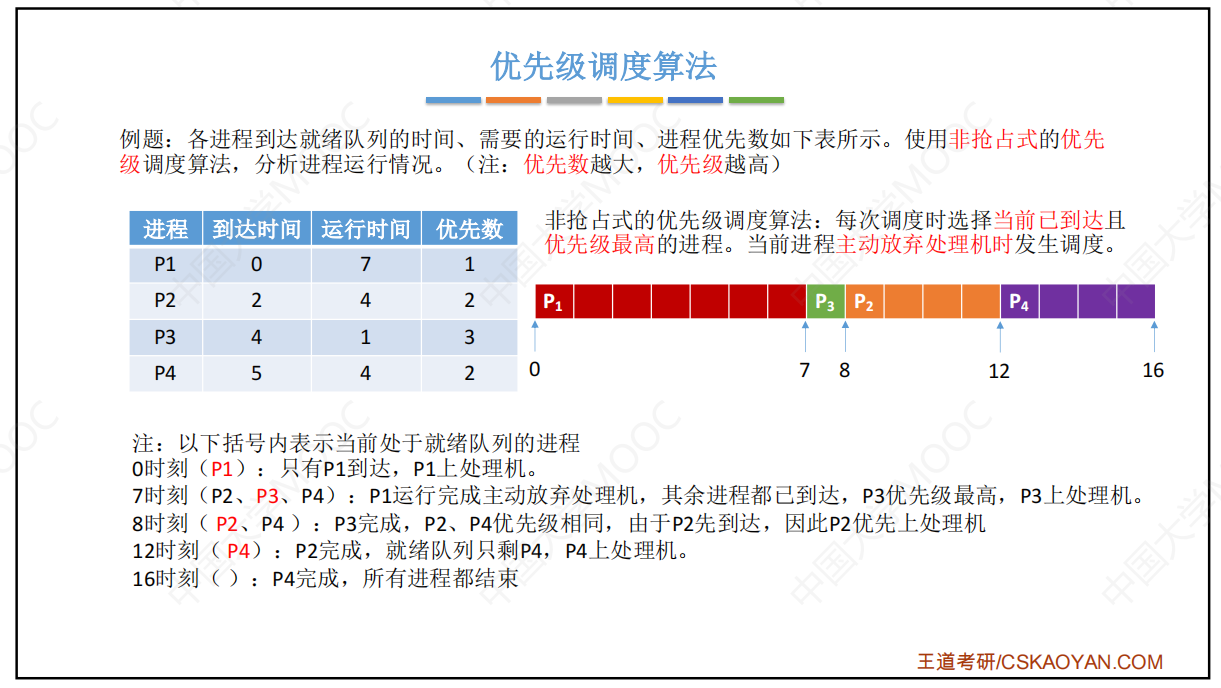 优先级调度算法
例题：各进程到达就绪队列的时间、需要的运行时间、进程优先数如下表所示。使用非抢占式的优先
级调度算法，分析进程运行情况。（注：优先数越大，优先级越高）
进程 到达时间 运行时间 优先数
P1 0 7 1
P2 2 4 2
P3 4 1 3
P4 5 4 2
非抢占式的优先级调度算法：每次调度时选择当前已到达且
优先级最高的进程。当前进程主动放弃处理机时发生调度。
P1 P3 P2 P4
0 7 8 12 16
注：以下括号内表示当前处于就绪队列的进程
0时刻（P1）：只有P1到达，P1上处理机。
7时刻（P2、P3、P4）：P1运行完成主动放弃处理机，其余进程都已到达，P3优先级最高，P3上处理机。
8时刻（ P2、P4 ）：P3完成，P2、P4优先级相同，由于P2先到达，因此P2优先上处理机
12时刻（ P4）：P2完成，就绪队列只剩P4，P4上处理机。
16时刻（ ）：P4完成，所有进程都结束
王道考研/CSKAOYAN.COM
中国大学MOOC